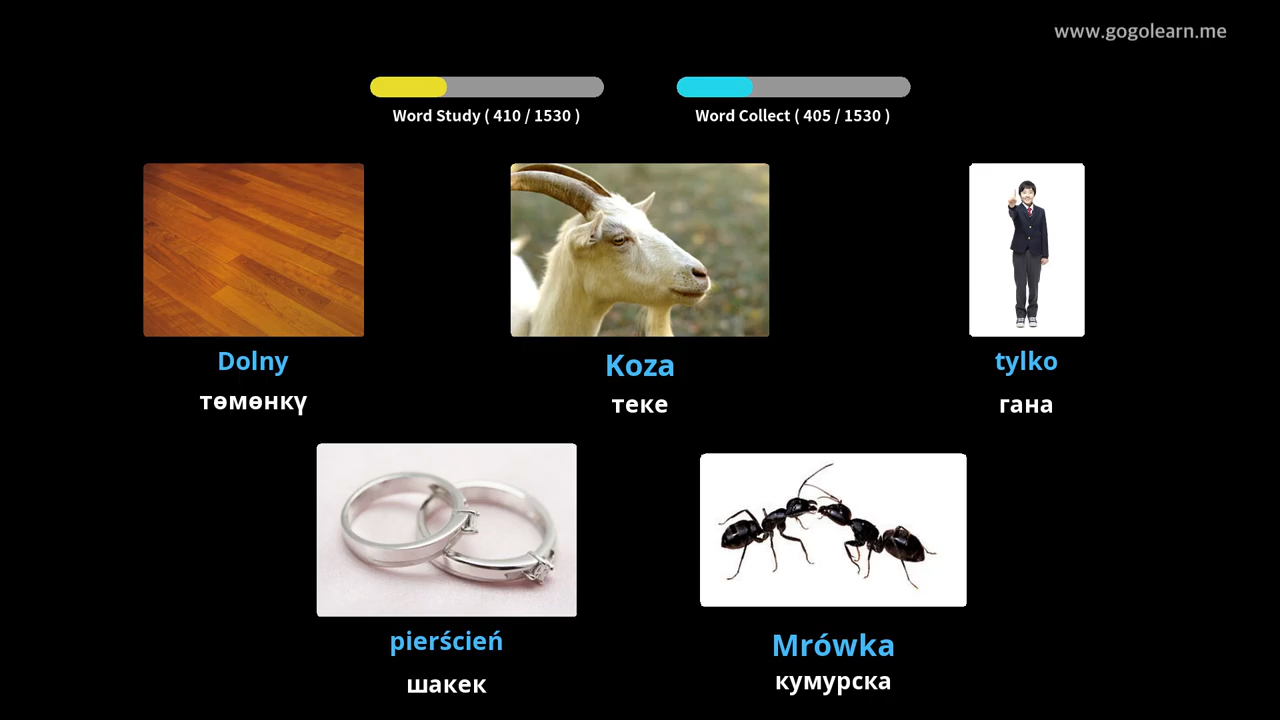 www.gogolearn.me
Word Study ( 410 / 1530 )
Word Collect ( 405 / 1530 )
Dolny
төмөнкү
Koza
теке
tylko
гана
pierścień
шакек
Mrówka
кумурска